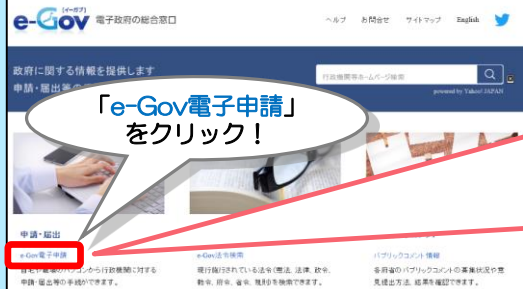 e-Gov
[イーガブ]
電子政府の総合窓口
ヘルプ お問合せ サイトマップ English
政府に関する情報を提供します
申請・届出等の
行政機関等ホームページ検索
powered by Yahoo! JAPAN
「e-Gov電子申請」
をクリック!
申請・届出
e-Gov電子申請
e-Gov法令検索
パブリックコメント情報
パソコンから行政機関に対する
申請・届出等の手続ができます。
現行施行されている法令(憲法、法律、政令、
勅令、府令、省令、規則)を検索できます。
各府省のパブリックコメントの募集状況や意
見提出方法、結果を確認できます。